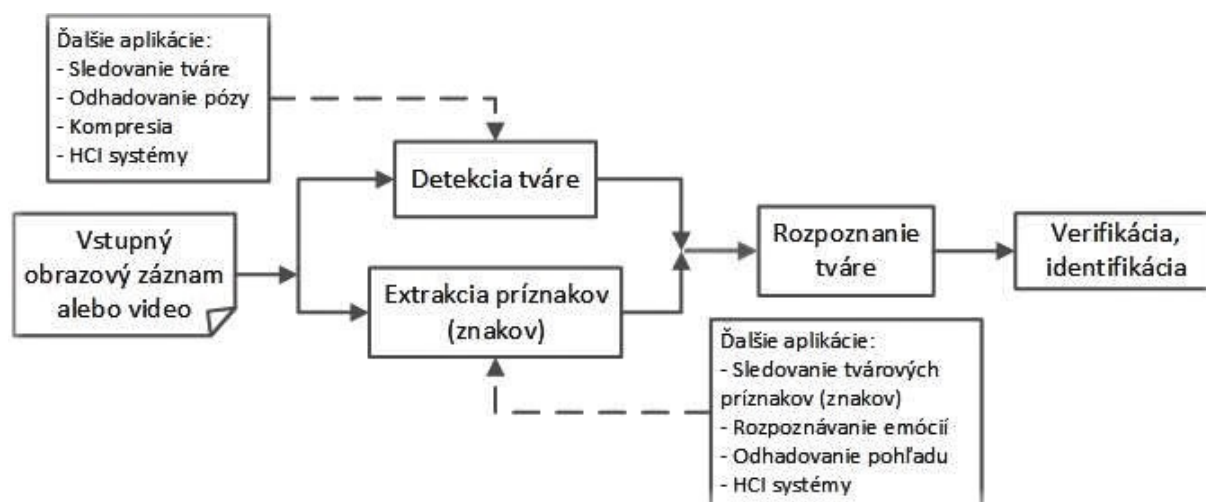 Ďalšie aplikácie:
- Sledovanie tváre
- Odhadovanie pózy
- Kompresia
- HCI systémy
Detekcia tváre
Vstupný
obrazový záznam
alebo video
Extrakcia príznakov
(znakov)
Rozpoznanie
tváre
Verifikácia,
identifikácia
Ďalšie aplikácie:
- Sledovanie tvárových
príznakov (znakov)
- Rozpoznávanie emócií
- Odhadovanie pohľadu
- HCI systémy